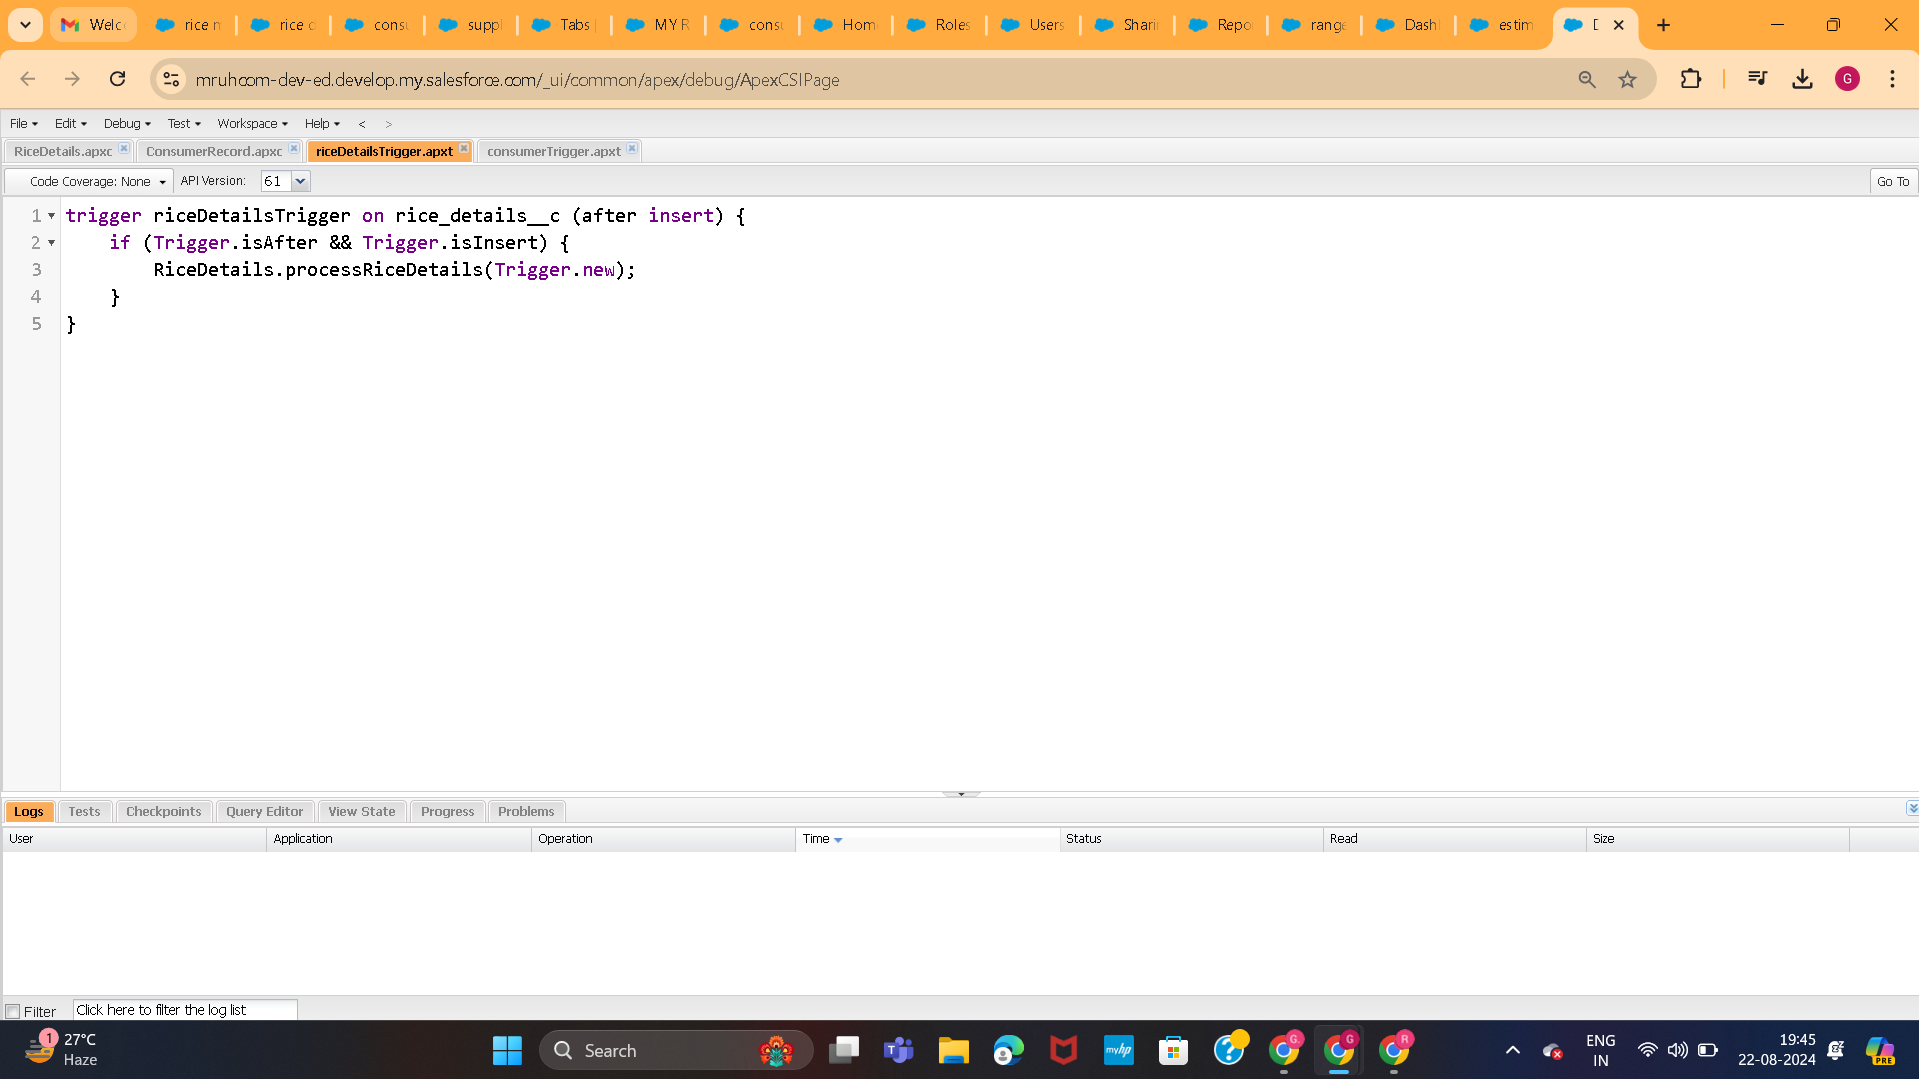 Welc rice m rice d consu suppl Tabs MY R consu Home Roles Users Sharin Repo range Dashl estim D
mruhcom-dev-ed.develop.my.salesforce.com/_ui/common/apex/debug/ApexCSIPage G
File Edit Debug Test Workspace Help < >
RiceDetails.apxc ConsumerRecord.apxc riceDetailsTrigger.apxt consumerTrigger.apxt
Code Coverage: None API Version: 61 Go To
1 trigger riceDetailsTrigger on rice_details__c (after insert) {
2 if (Trigger.isAfter && Trigger.isInsert) {
3 RiceDetails.processRiceDetails(Trigger.new);
4 }
5 }
Logs Tests Checkpoints Query Editor View State Progress Problems
User Application Operation Time Status Read Size
Filter Click here to filter the log list
1 27°C
Haze
Search
myhp
G G R
ENG
IN
19:45
22-08-2024
PRE